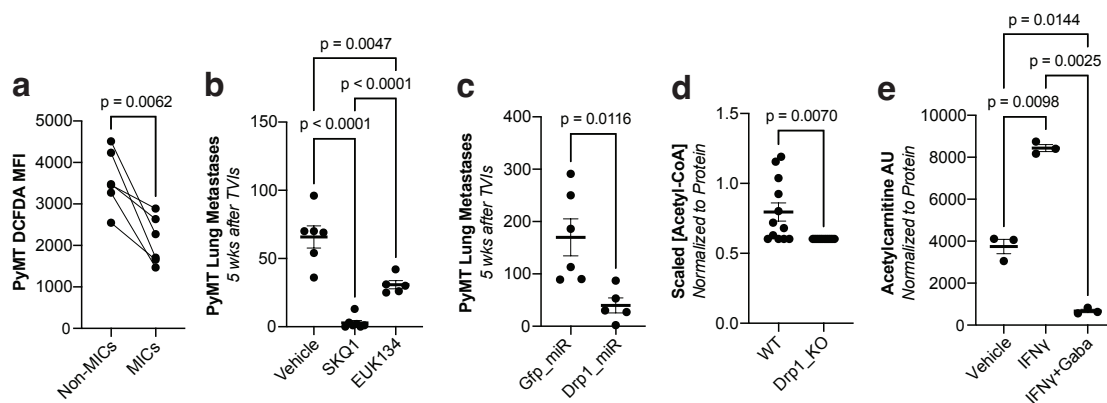 a
p = 0.0062
PyMT DCFDA MFI
5000
4000
3000
2000
1000
0
Non-MICs
MICs
b
p = 0.0047
p < 0.0001
p < 0.0001
PyMT Lung Metastases
5 wks after TVIs
150
100
50
0
Vehicle
SKQ1
EUK134
c
p = 0.0116
PyMT Lung Metastases
5 wks after TVIs
400
300
200
100
0
Gfp_miR
Drp1_miR
d
p = 0.0070
Scaled [Acetyl-CoA]
Normalized to Protein
1.5
1.0
0.5
0.0
WT
Drp1_KO
e
p = 0.0144
p = 0.0025
p = 0.0098
Acetylcarnitine AU
Normalized to Protein
10000
8000
6000
4000
2000
0
Vehicle
IFNγ
IFNγ+Gaba